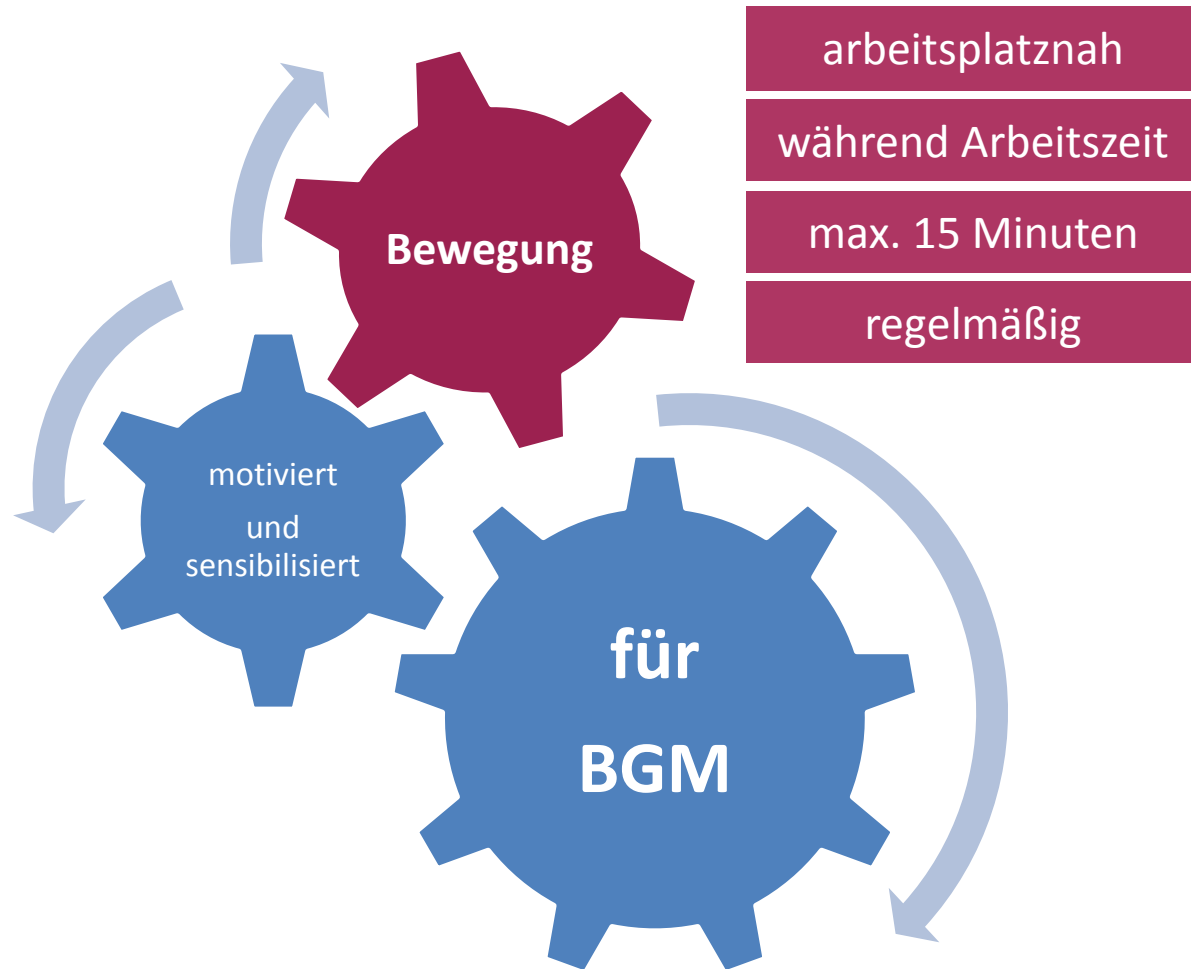 arbeitsplatznah
während Arbeitszeit
max. 15 Minuten
regelmäßig
Bewegung
motiviert
und
sensibilisiert
für
BGM